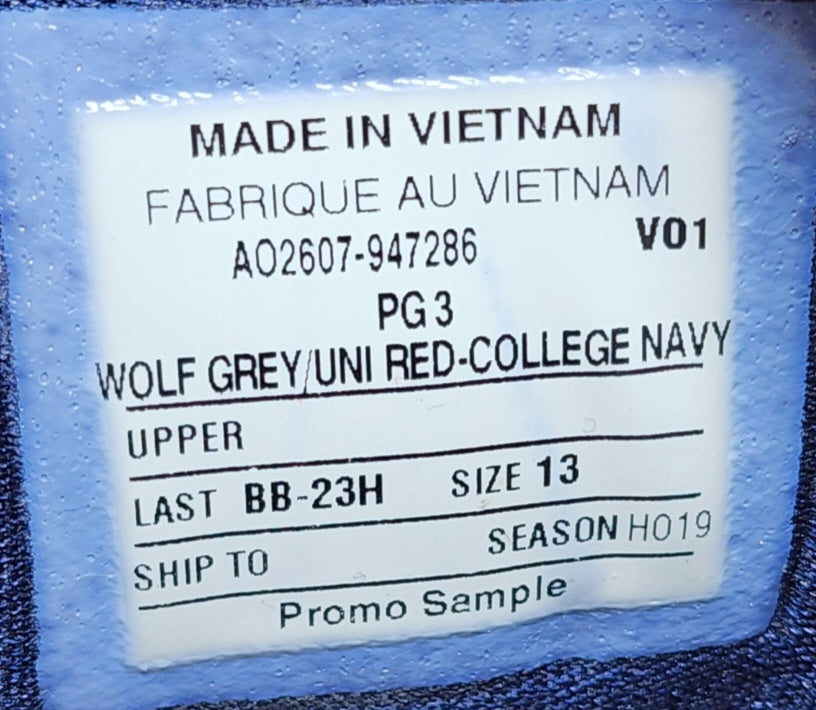 MADE IN VIETNAM
FABRIQUE AU VIETNAM
AO2607-947286 V01
PG 3
WOLF GREY/UNI RED-COLLEGE NAVY
UPPER
LAST BB-23H SIZE 13
SHIP TO SEASON HO19
Promo Sample